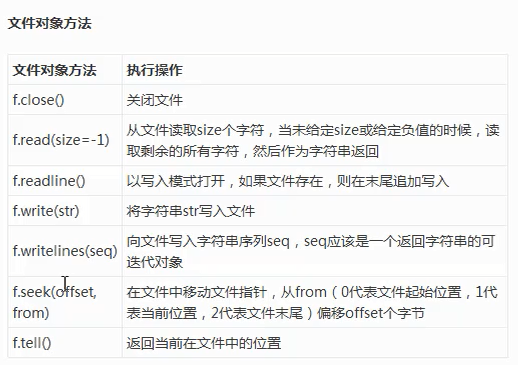 文件对象方法
文件对象方法 执行操作
f.close() 关闭文件
f.read(size=-1) 从文件读取size个字符，当未给定size或给定负值的时候，读
取剩余的所有字符，然后作为字符串返回
f.readline() 以写入模式打开，如果文件存在，则在末尾追加写入
f.write(str) 将字符串str写入文件
f.writelines(seq) 向文件写入字符串序列seq，seq应该是一个返回字符串的可
迭代对象
f.seek(offset, 在文件中移动文件指针，从from（0代表文件起始位置，1代
from) 表当前位置，2代表文件末尾）偏移offset个字节
f.tell() 返回当前在文件中的位置